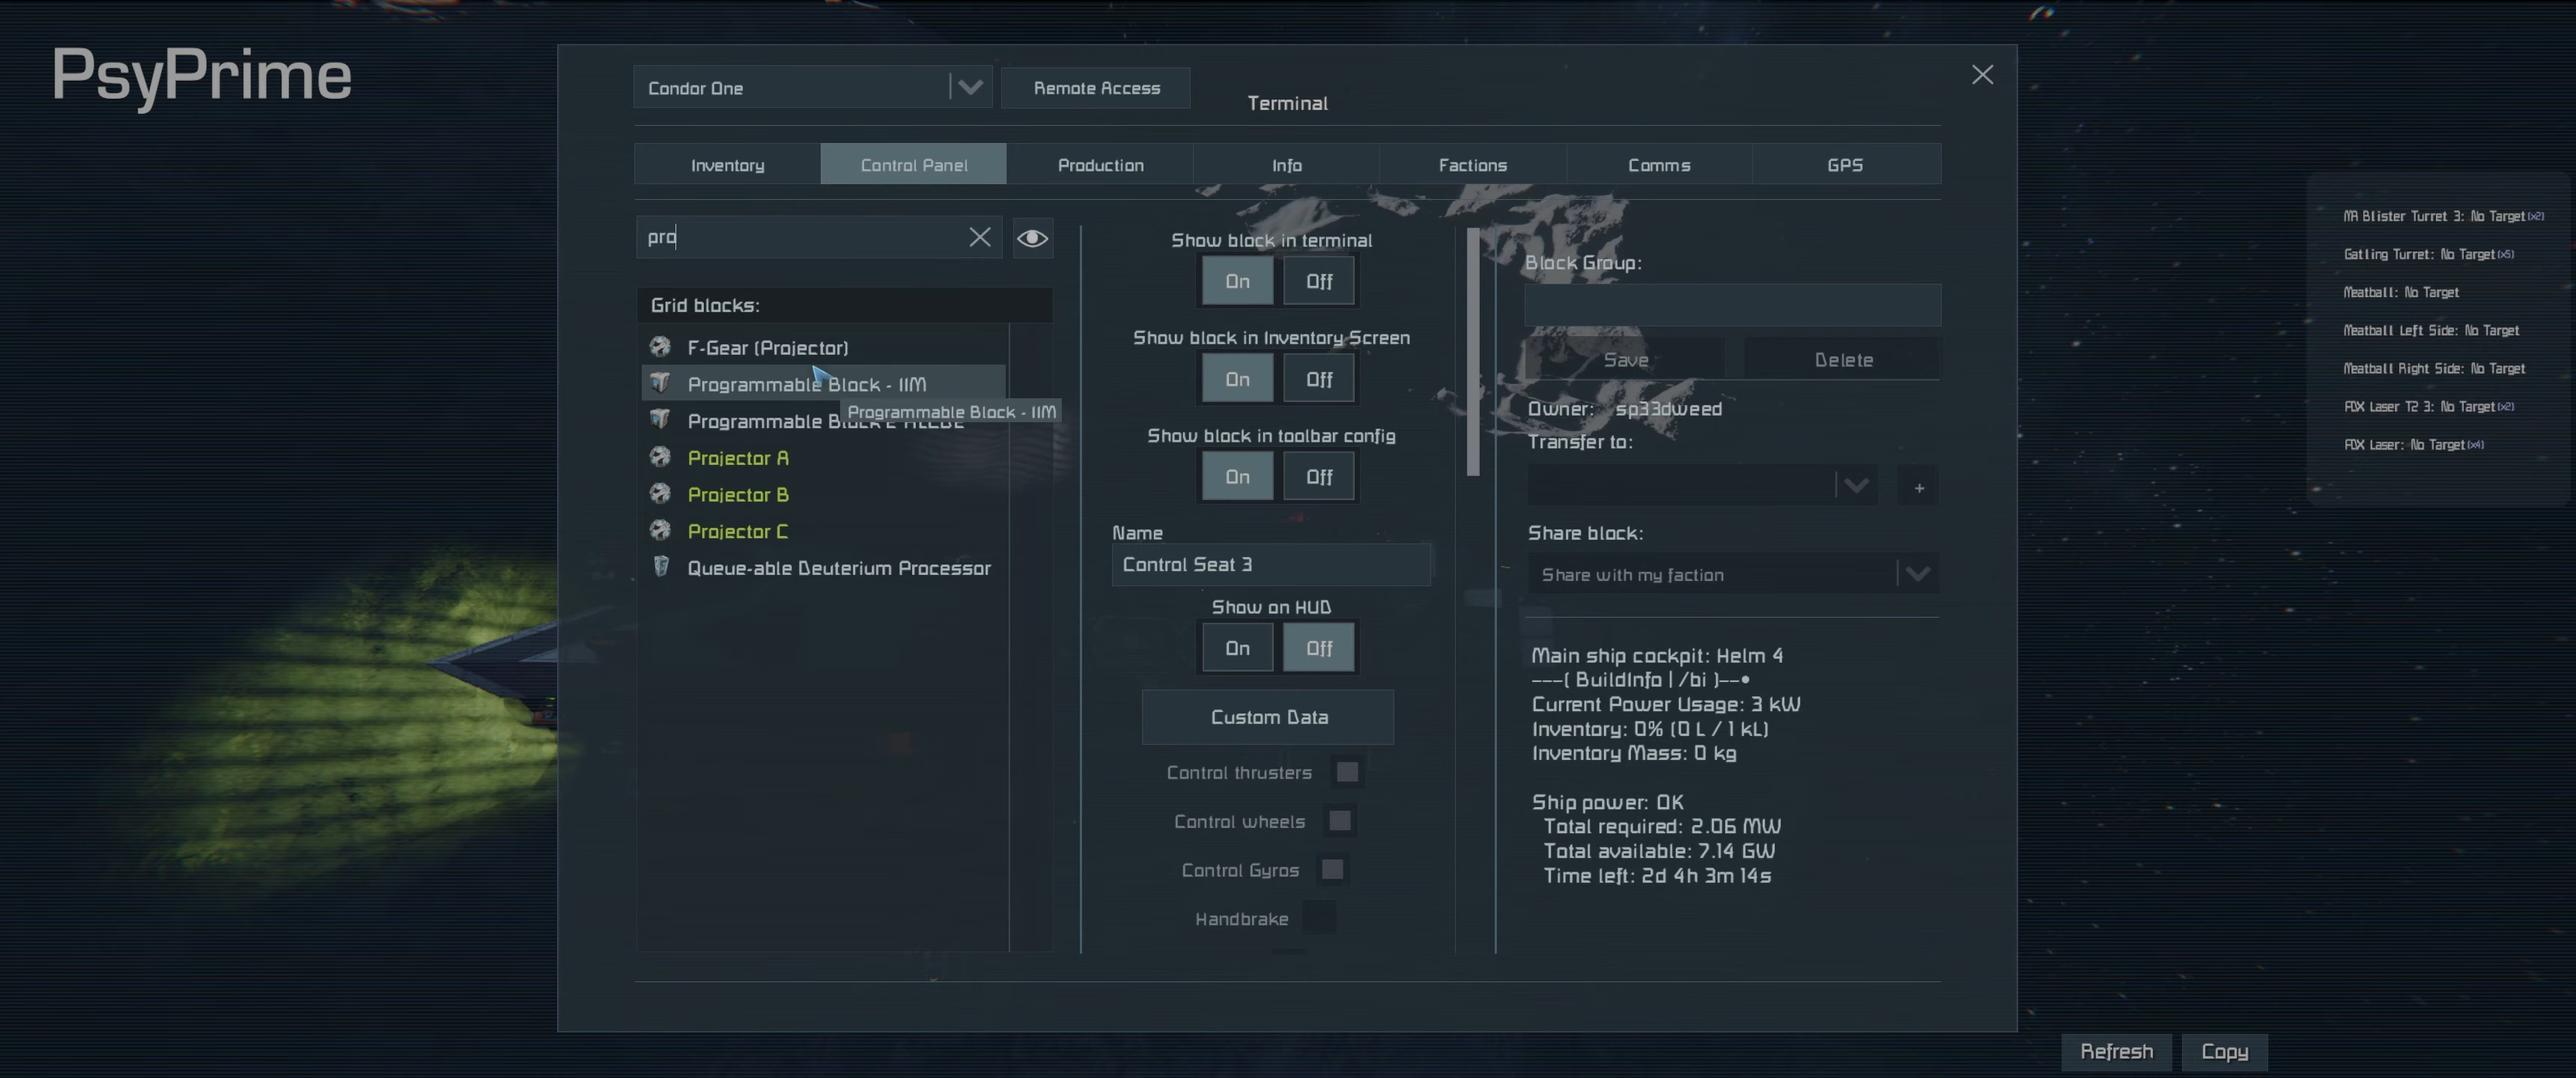 PsyPrime
Condor One
Remote Access
Terminal
Inventory
Control Panel
Production
Info
Factions
Comms
GPS
pro
Grid blocks:
F-Gear (Projector)
Programmable Block - IIM
Programmable Block - IIM
Programmable
Projector A
Projector B
Projector C
Queue-able Deuterium Processor
Show block in terminal
On Off
Show block in Inventory Screen
On Off
Show block in toolbar config
On Off
Name
Control Seat 3
Show on HUD
On Off
Custom Data
Control thrusters
Control wheels
Control Gyros
Handbrake
Block Group:
Save Delete
Owner: sp33dweed
Transfer to:
+
Share block:
Share with my faction
Main ship cockpit: Helm 4
---( BuildInfo | /bi )--•
Current Power Usage: 3 kW
Inventory: 0% (0 L / 1 kL)
Inventory Mass: 0 kg
Ship power: OK
Total required: 2.06 MW
Total available: 7.14 GW
Time left: 2d 4h 3m 14s
MA Blister Turret 3: No Target (x2)
Gatling Turret: No Target (x5)
Meatball: No Target
Meatball Left Side: No Target
Meatball Right Side: No Target
Laser T2 3: No Target (x2)
Laser: No Target (x4)
Refresh Copy